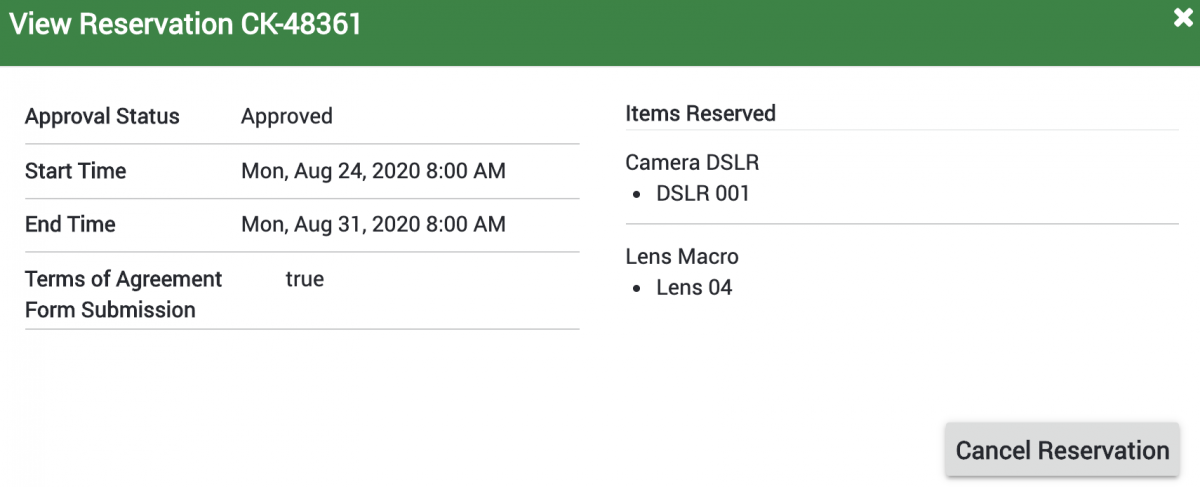 View Reservation CK-48361
Approval Status Approved
Start Time Mon, Aug 24, 2020 8:00 AM
End Time Mon, Aug 31, 2020 8:00 AM
Terms of Agreement true
Form Submission
Items Reserved
Camera DSLR
• DSLR 001
Lens Macro
• Lens 04
Cancel Reservation